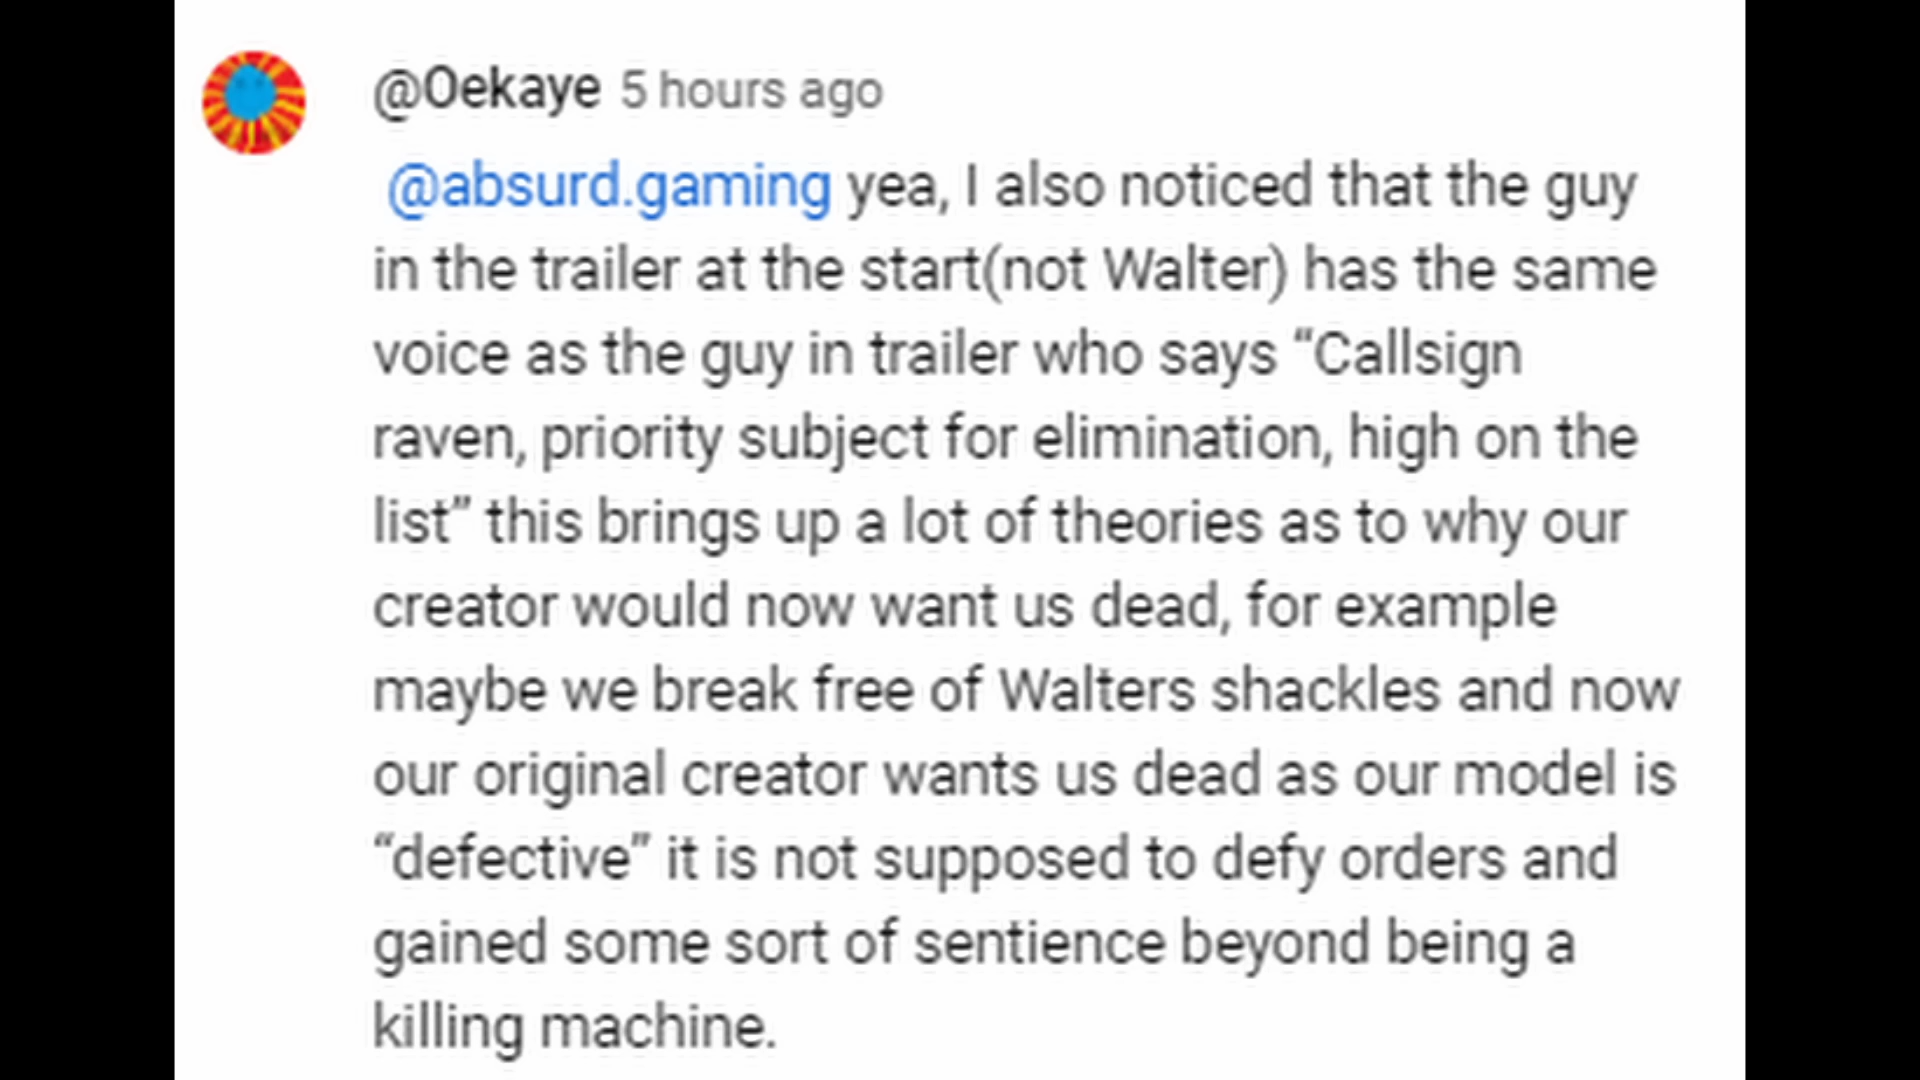 @Oekaye 5 hours ago
@absurd.gaming yea, I also noticed that the guy
in the trailer at the start(not Walter) has the same
voice as the guy in trailer who says “Callsign
raven, priority subject for elimination, high on the
list” this brings up a lot of theories as to why our
creator would now want us dead, for example
maybe we break free of Walters shackles and now
our original creator wants us dead as our model is
“defective” it is not supposed to defy orders and
gained some sort of sentience beyond being a
killing machine.